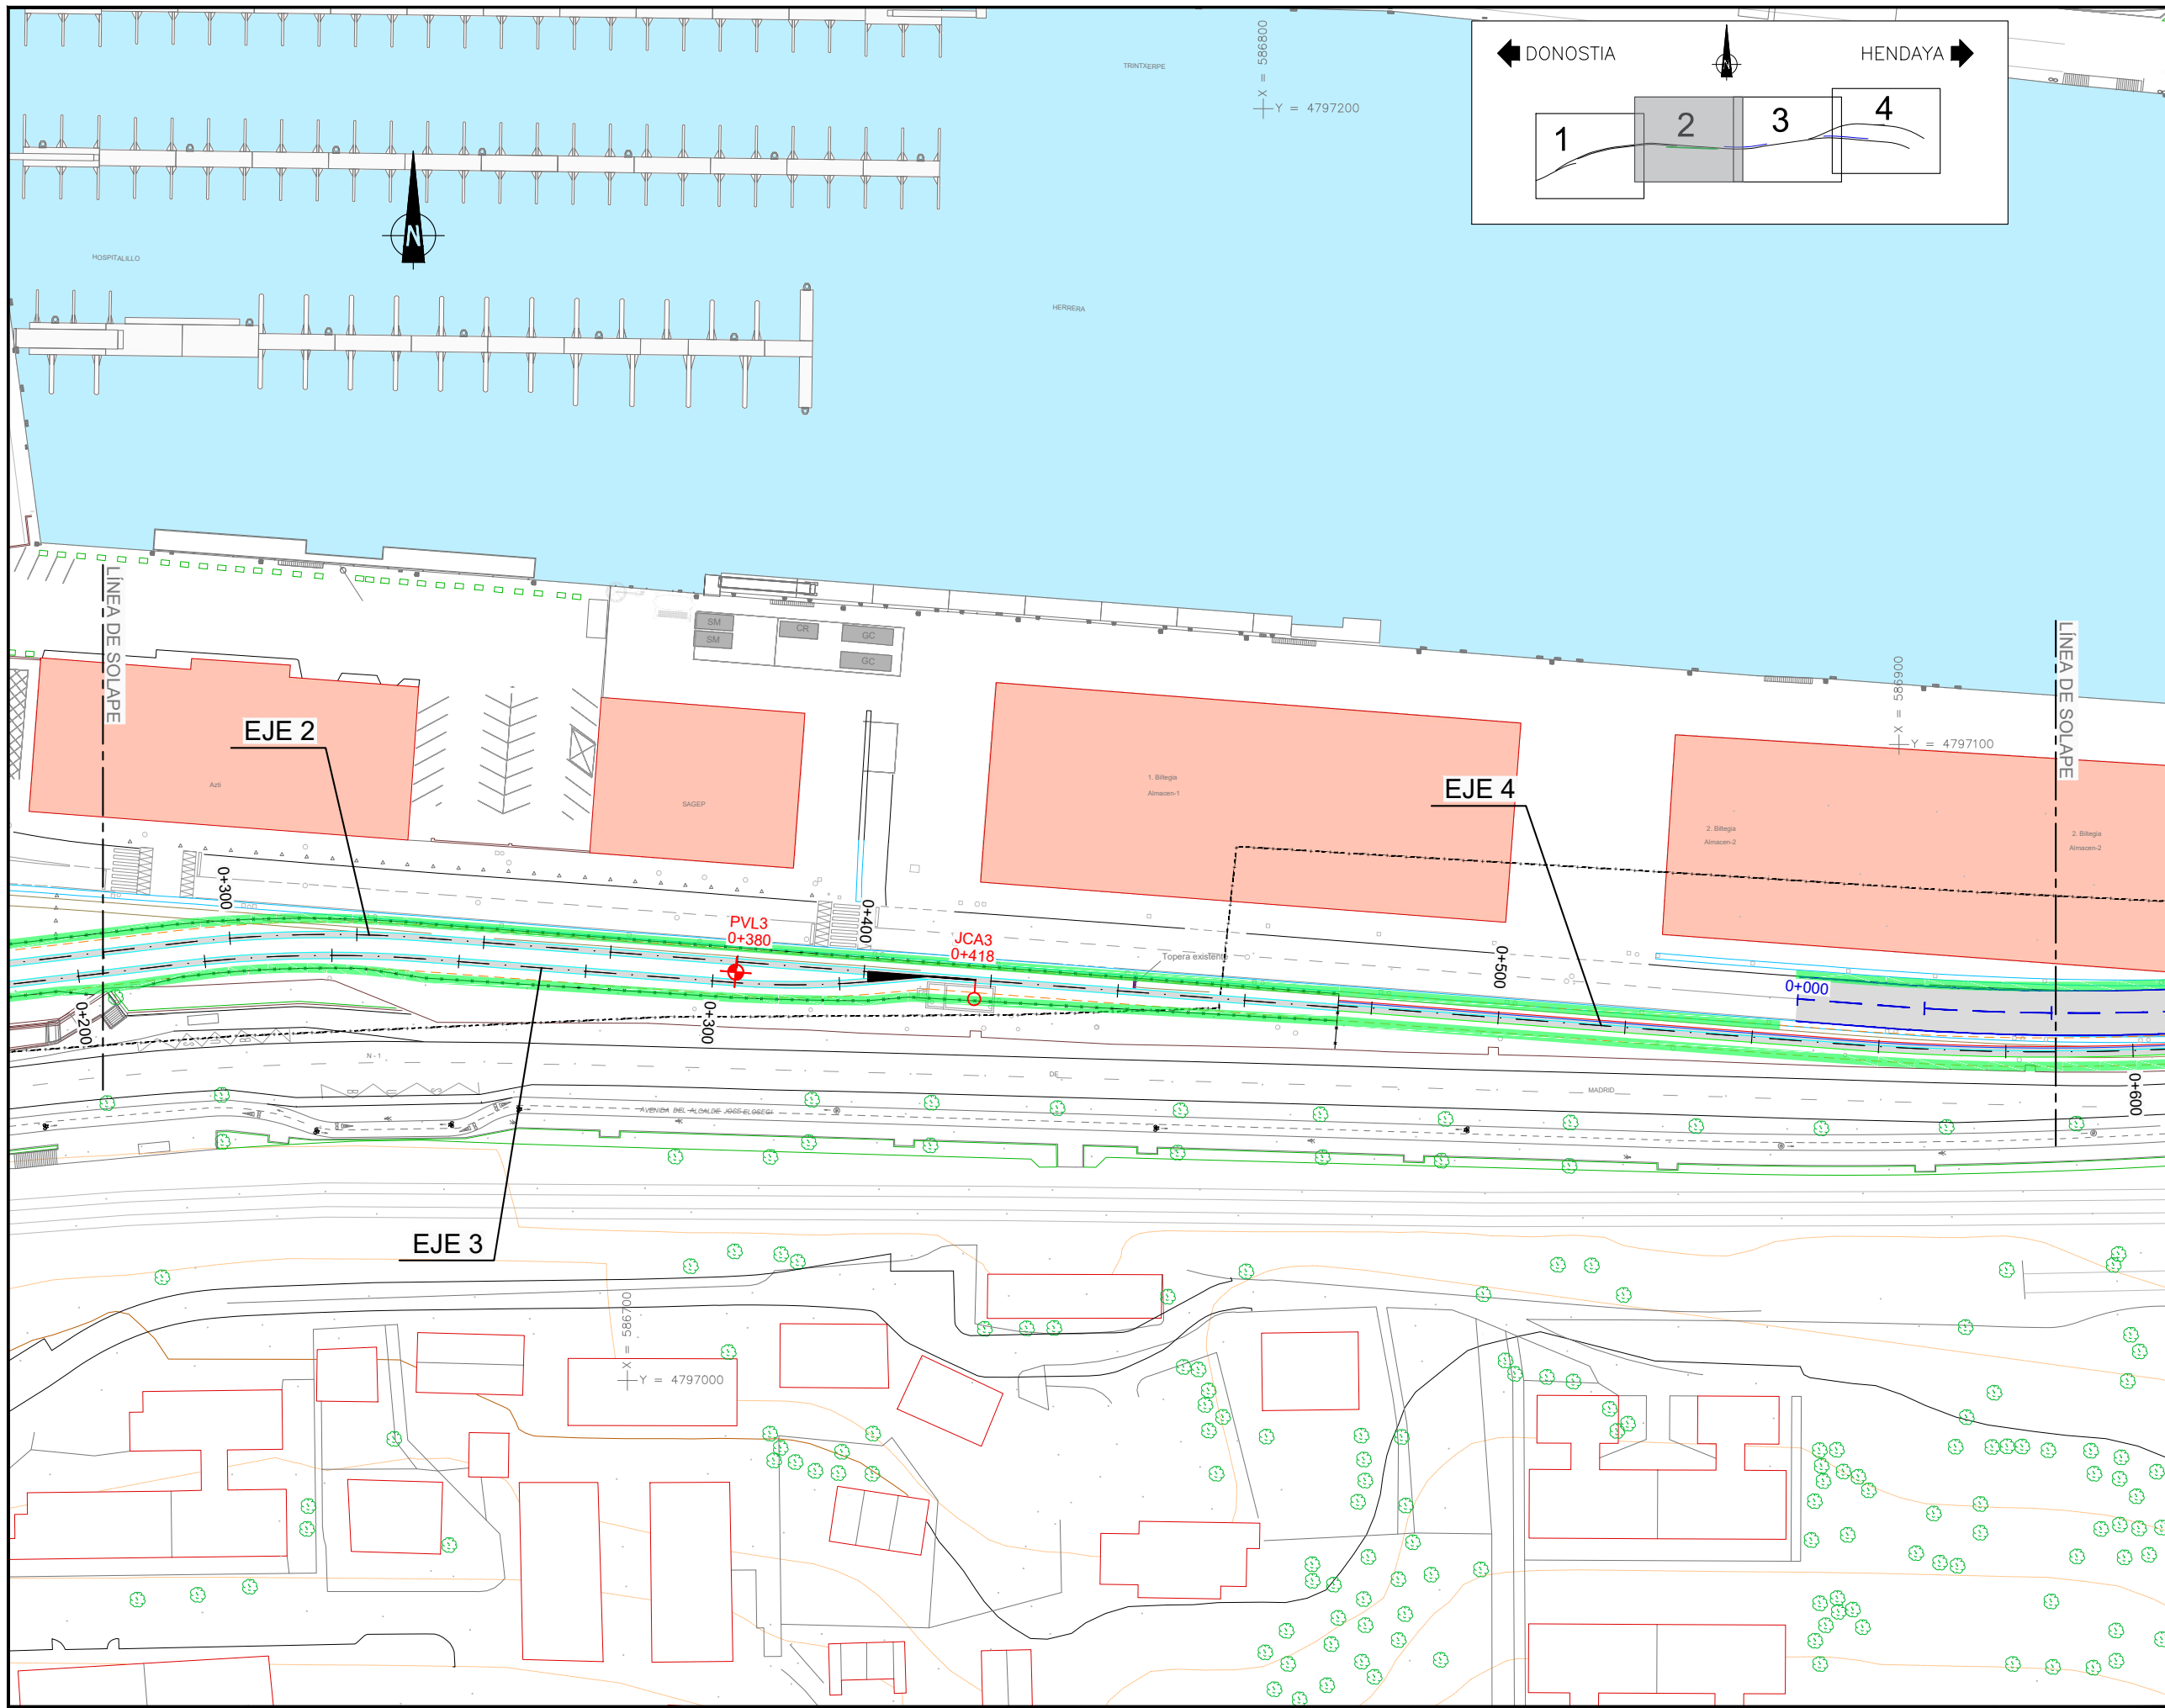 TRINTXERPE
X = 586800
Y = 4797200
DONOSTIA
N
HENDAYA
1
2
3
4
HOSPITALILLO
N
HERRERA
LÍNEA DE SOLAPE
SM
SM
CR
GC
GC
LÍNEA DE SOLAPE
X = 586900
Y = 4797100
EJE 2
Azti
SAGEP
1. Biltegia
Almacen-1
EJE 4
2. Biltegia
Almacen-2
2. Biltegia
Almacen-2
0+300
0+400
PVL3
0+380
JCA3
0+418
Topera existente
0+500
0+000
0+200
0+300
BUS
N - 1
DE
MADRID
0+600
BUS
AVENIDA DEL ALCALDE JOSE ELOSEGI
EJE 3
X = 586700
Y = 4797000